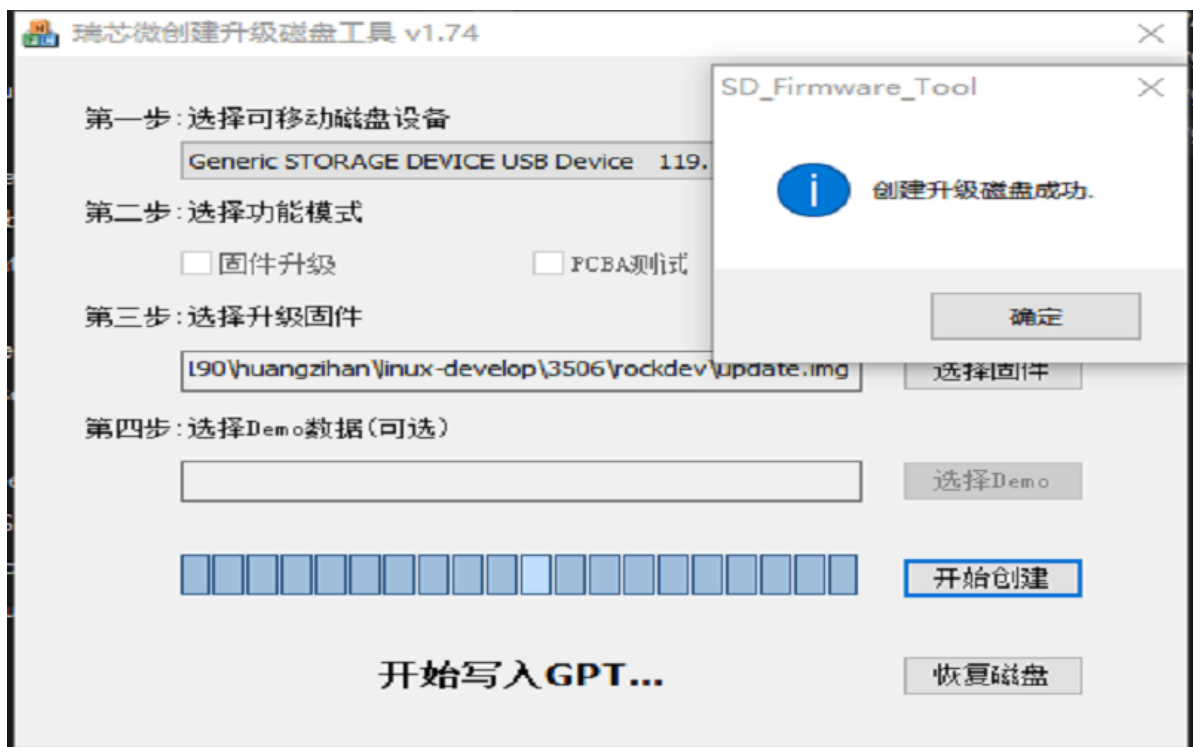 瑞芯微创建升级磁盘工具 v1.74
SD_Firmware_Tool
创建升级磁盘成功.
确定
第一步:选择可移动磁盘设备
Generic STORAGE DEVICE USB Device 119.
第二步:选择功能模式
固件升级 PCBA测试
第三步:选择升级固件
190\huangzihan\linux-develop\3506\rockdev\update.img 选择固件
第四步:选择Demo数据(可选)
选择Demo
开始创建
开始写入GPT...
恢复磁盘